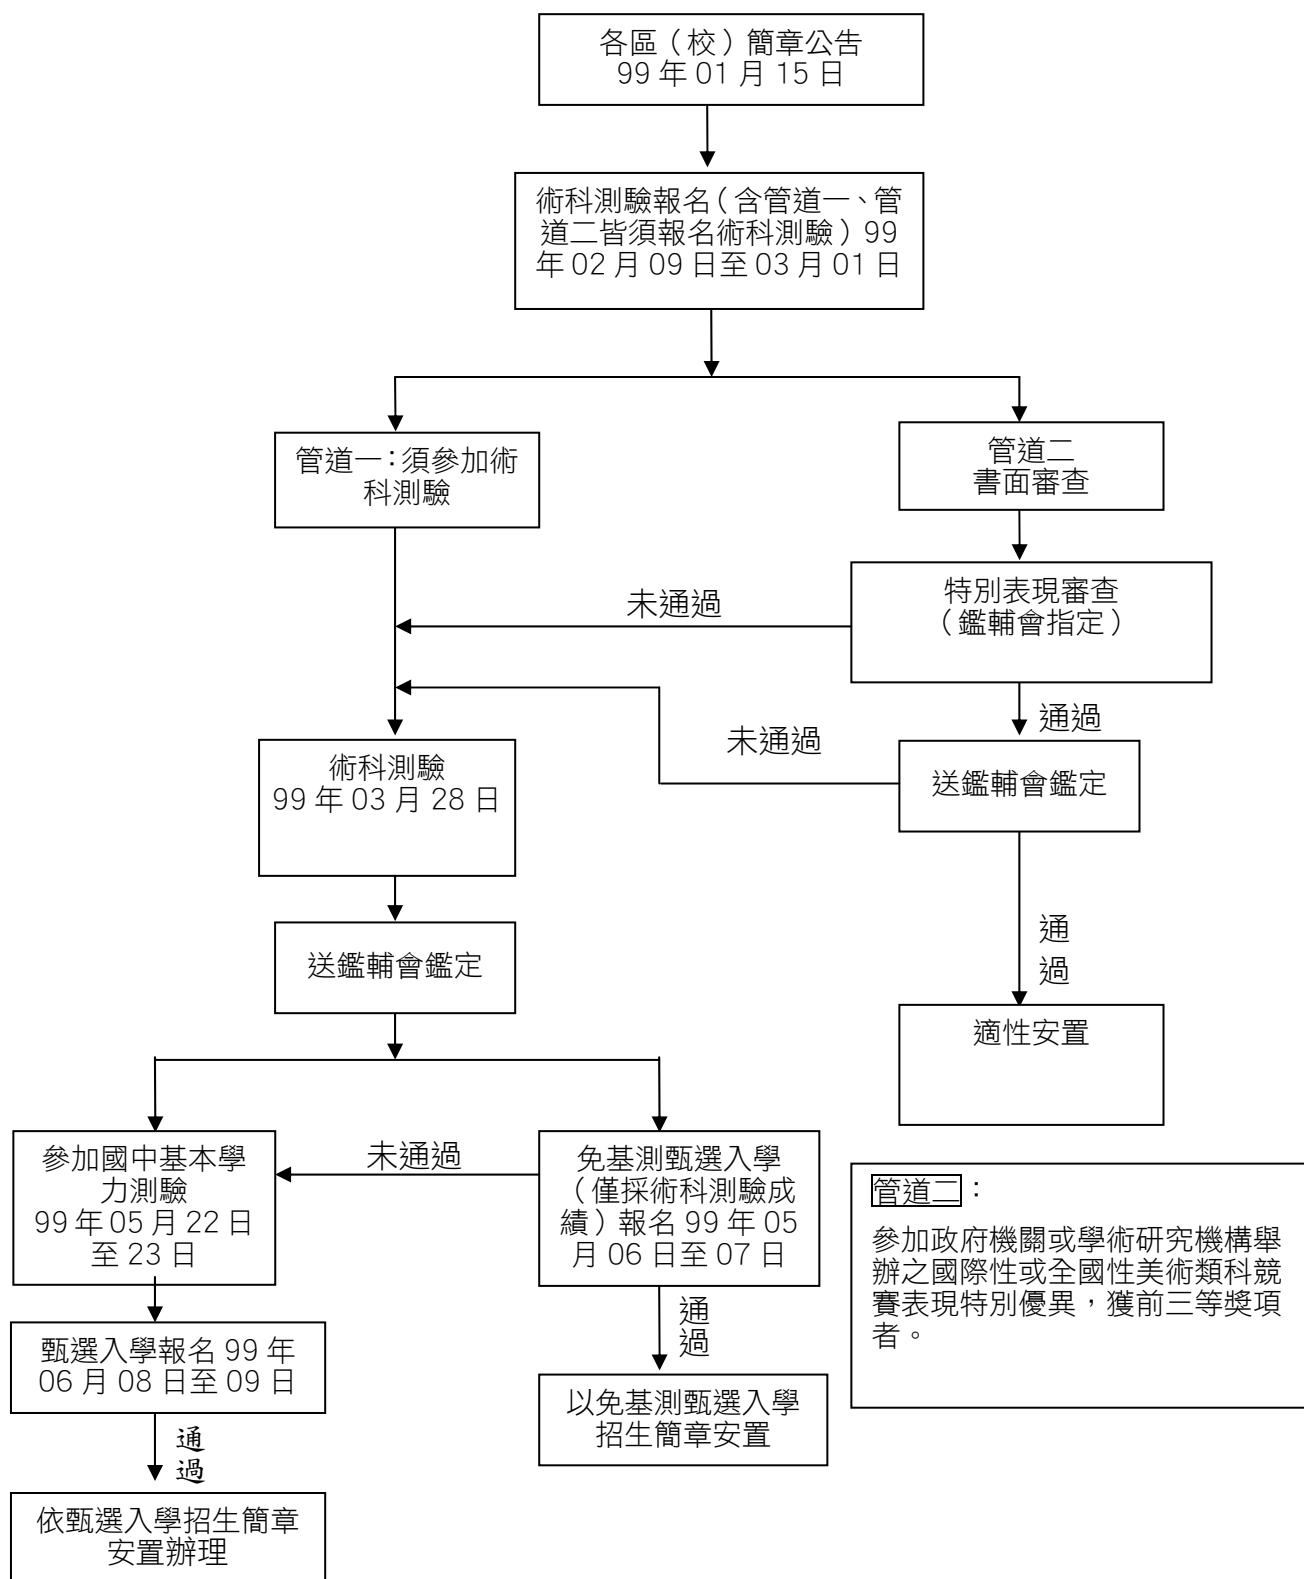 各區（校）簡章公告
99 年 01 月 15 日
術科測驗報名（含管道一、管
道二皆須報名術科測驗）99
年 02 月 09 日至 03 月 01 日
管道一：須參加術
科測驗
管道二
書面審查
特別表現審查
（鑑輔會指定）
未通過
通過
未通過
送鑑輔會鑑定
術科測驗
99 年 03 月 28 日
通
過
送鑑輔會鑑定
適性安置
參加國中基本學
力測驗
99 年 05 月 22 日
至 23 日
未通過
免基測甄選入學
（僅採術科測驗成
績）報名 99 年 05
月 06 日至 07 日
管道二：
參加政府機關或學術研究機構舉
辦之國際性或全國性美術類科競
賽表現特別優異，獲前三等獎項
者。
通
過
甄選入學報名 99 年
06 月 08 日至 09 日
以免基測甄選入學
招生簡章安置
通
過
依甄選入學招生簡章
安置辦理